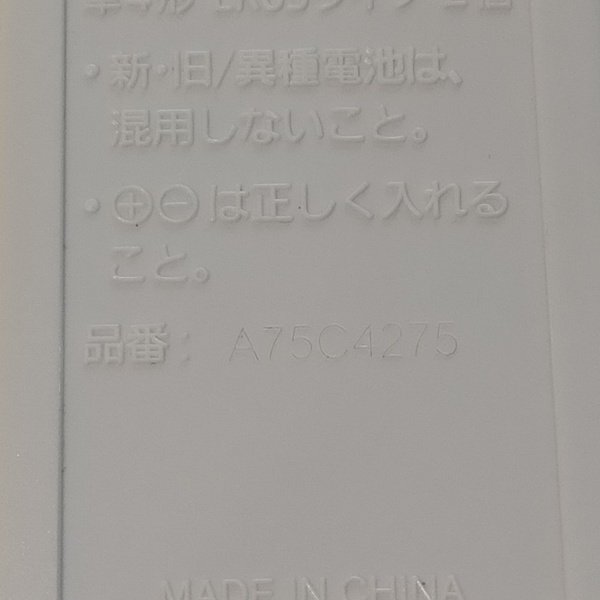 ・新・旧/異種電池は、
混用しないこと。
・⊕⊖は正しく入れる
こと。
品番: A75C4275
MADE IN CHINA